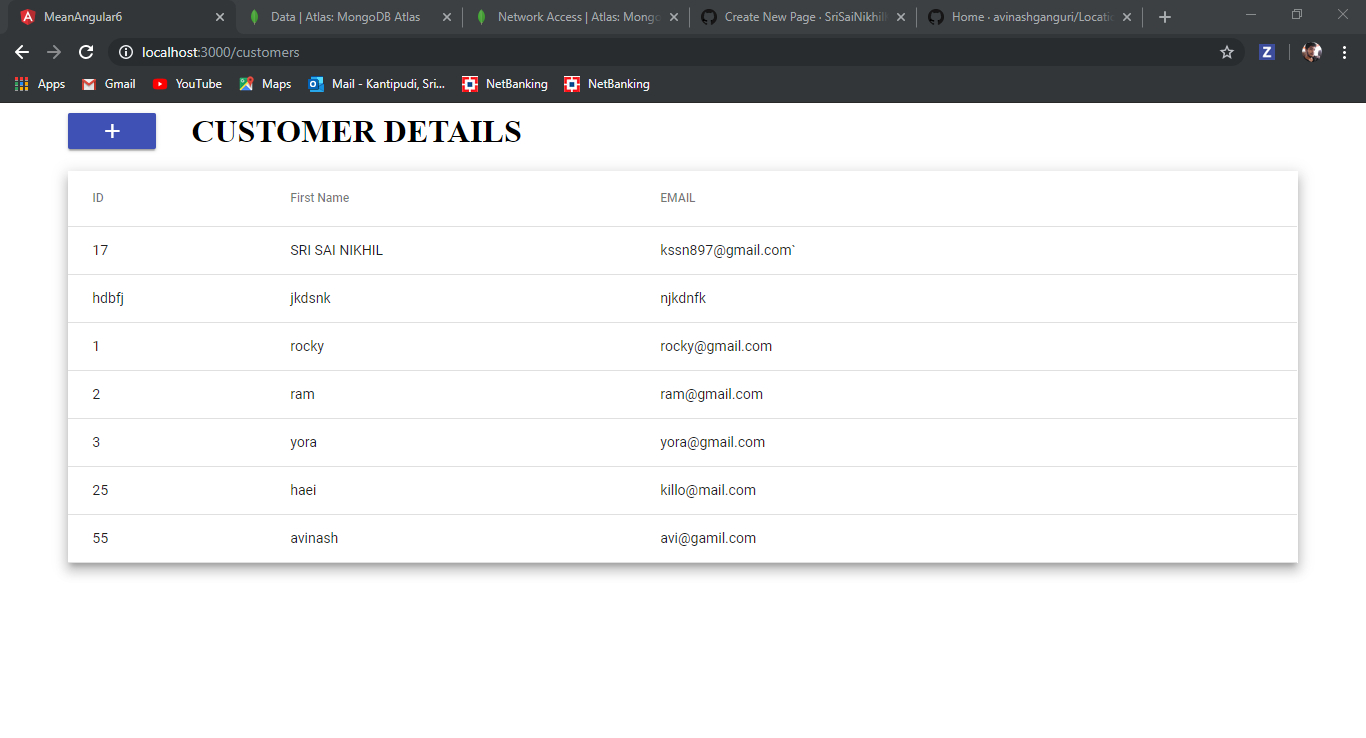 MeanAngular6 Data | Atlas: MongoDB Atlas Network Access | Atlas: Mongo Create New Page · SriSaiNikhil Home · avinashganguri/Locatio
localhost:3000/customers Z
Apps Gmail YouTube Maps Mail - Kantipudi, Sri... NetBanking NetBanking
+ CUSTOMER DETAILS
ID First Name EMAIL
17 SRI SAI NIKHIL kssn897@gmail.com`
hdbfj jkdsnk njkdnfk
1 rocky rocky@gmail.com
2 ram ram@gmail.com
3 yora yora@gmail.com
25 haei killo@mail.com
55 avinash avi@gamil.com